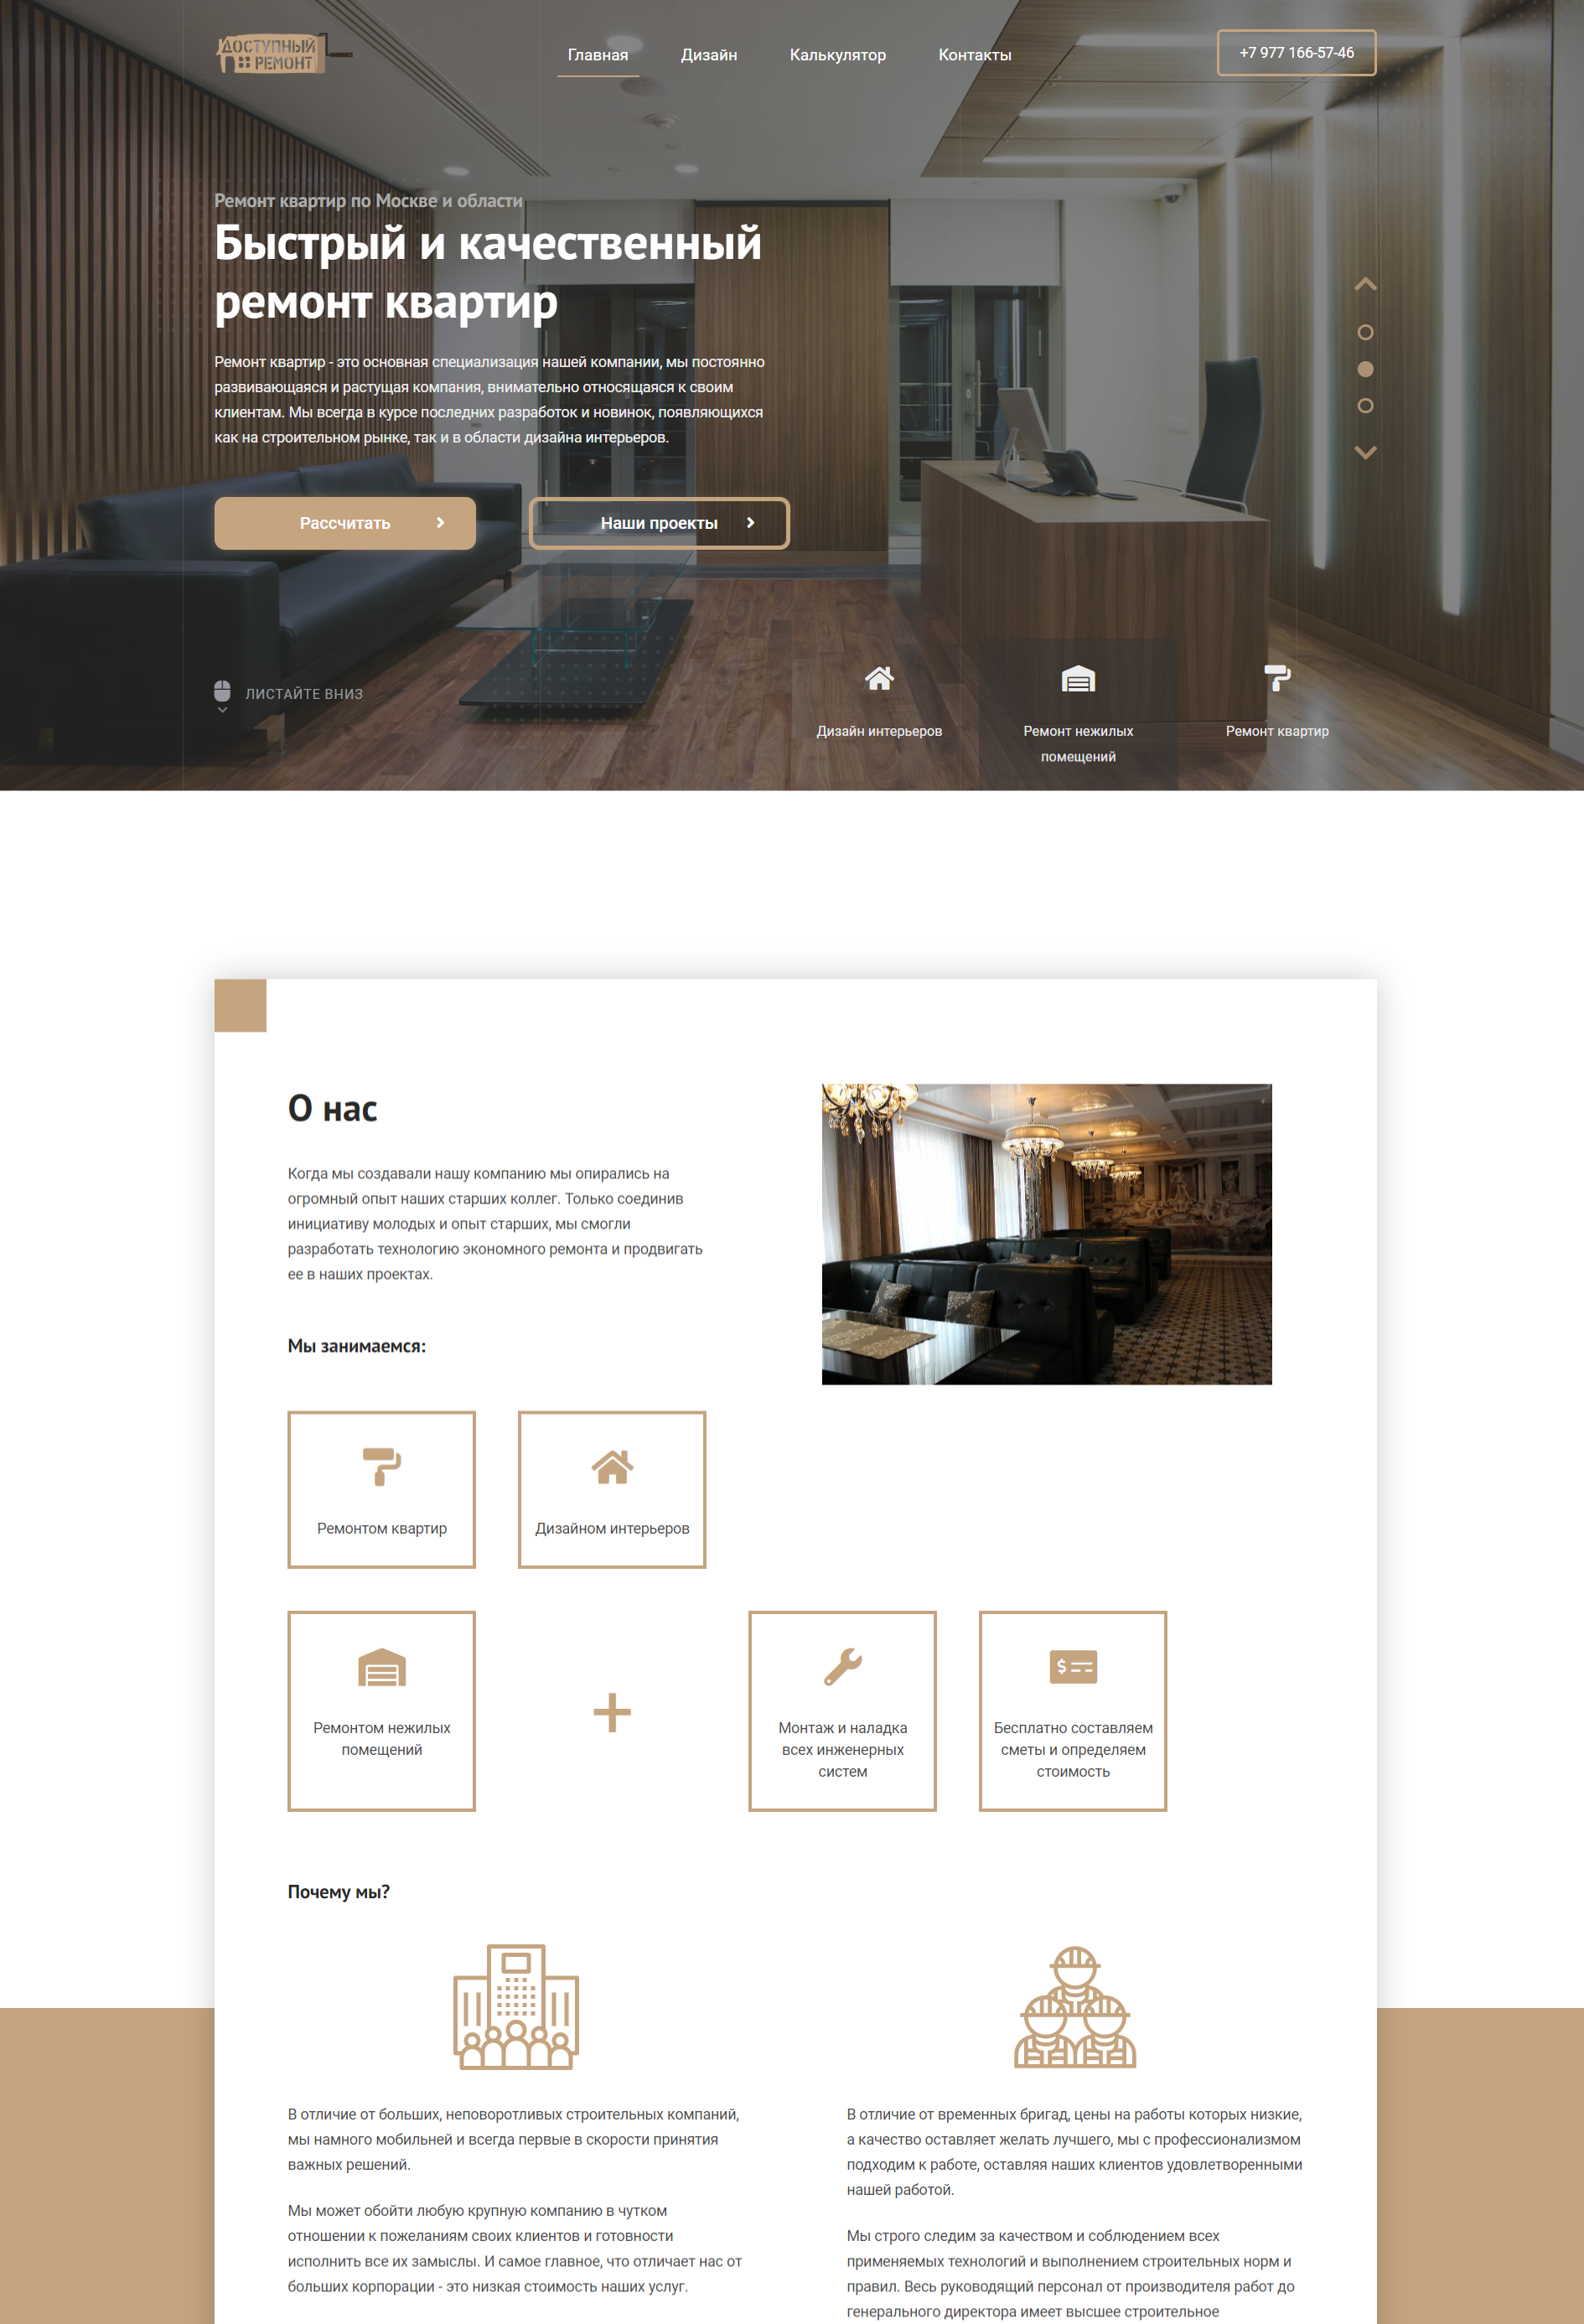 ДОСТУПНЫЙ
РЕМОНТ
Главная
Дизайн
Калькулятор
Контакты
+7 977 166-57-46
Ремонт квартир по Москве и области
Быстрый и качественный
ремонт квартир
Ремонт квартир - это основная специализация нашей компании, мы постоянно
развивающаяся и растущая компания, внимательно относящаяся к своим
клиентам. Мы всегда в курсе последних разработок и новинок, появляющихся
как на строительном рынке, так и в области дизайна интерьеров.
Рассчитать
Наши проекты
ЛИСТАЙТЕ ВНИЗ
Дизайн интерьеров
Ремонт нежилых
помещений
Ремонт квартир
О нас
Когда мы создавали нашу компанию мы опирались на
огромный опыт наших старших коллег. Только соединив
инициативу молодых и опыт старших, мы смогли
разработать технологию экономного ремонта и продвигать
ее в наших проектах.
Мы занимаемся:
Ремонтом квартир
Дизайном интерьеров
Ремонтом нежилых
помещений
+
Монтаж и наладка
всех инженерных
систем
Бесплатно составляем
сметы и определяем
стоимость
Почему мы?
В отличие от больших, неповоротливых строительных компаний,
мы намного мобильней и всегда первые в скорости принятия
важных решений.
Мы может обойти любую крупную компанию в чутком
отношении к пожеланиям своих клиентов и готовности
исполнить все их замыслы. И самое главное, что отличает нас от
больших корпорации - это низкая стоимость наших услуг.
В отличие от временных бригад, цены на работы которых низкие,
а качество оставляет желать лучшего, мы с профессионализмом
подходим к работе, оставляя наших клиентов удовлетворенными
нашей работой.
Мы строго следим за качеством и соблюдением всех
применяемых технологий и выполнением строительных норм и
правил. Весь руководящий персонал от производителя работ до
генерального директора имеет высшее строительное